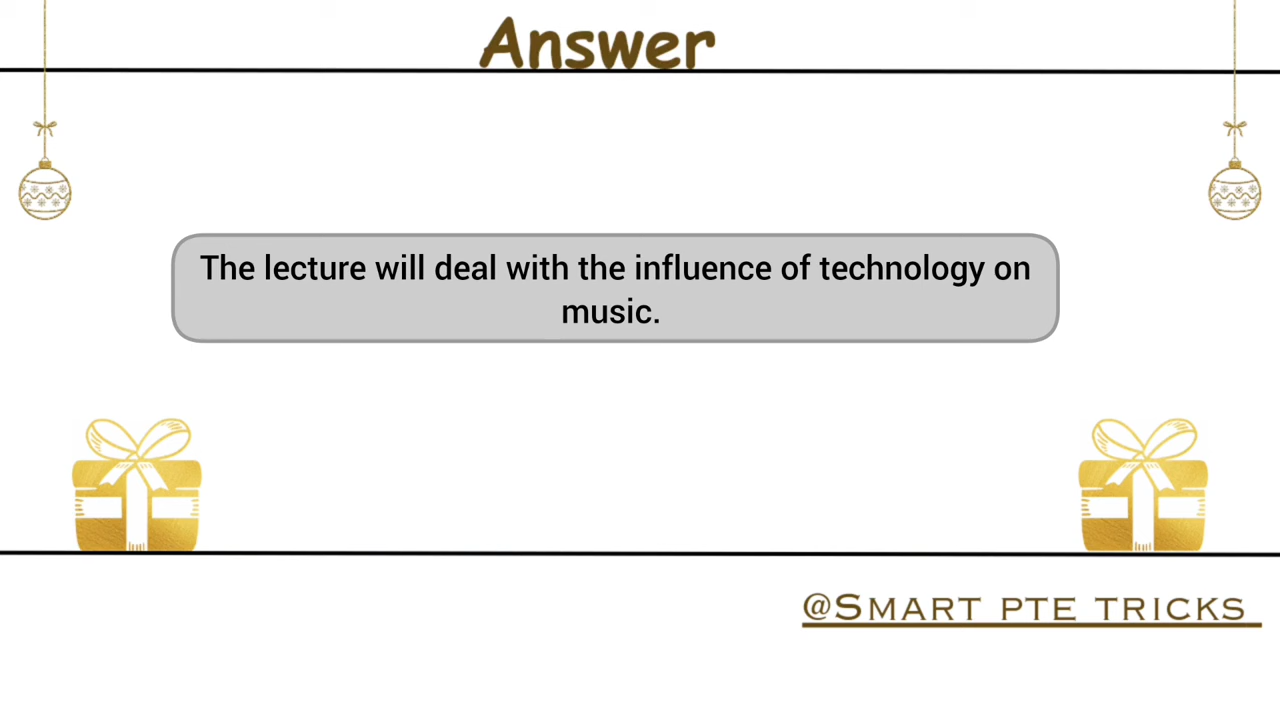 Answer
The lecture will deal with the influence of technology on
music.
@Smart PTE Tricks